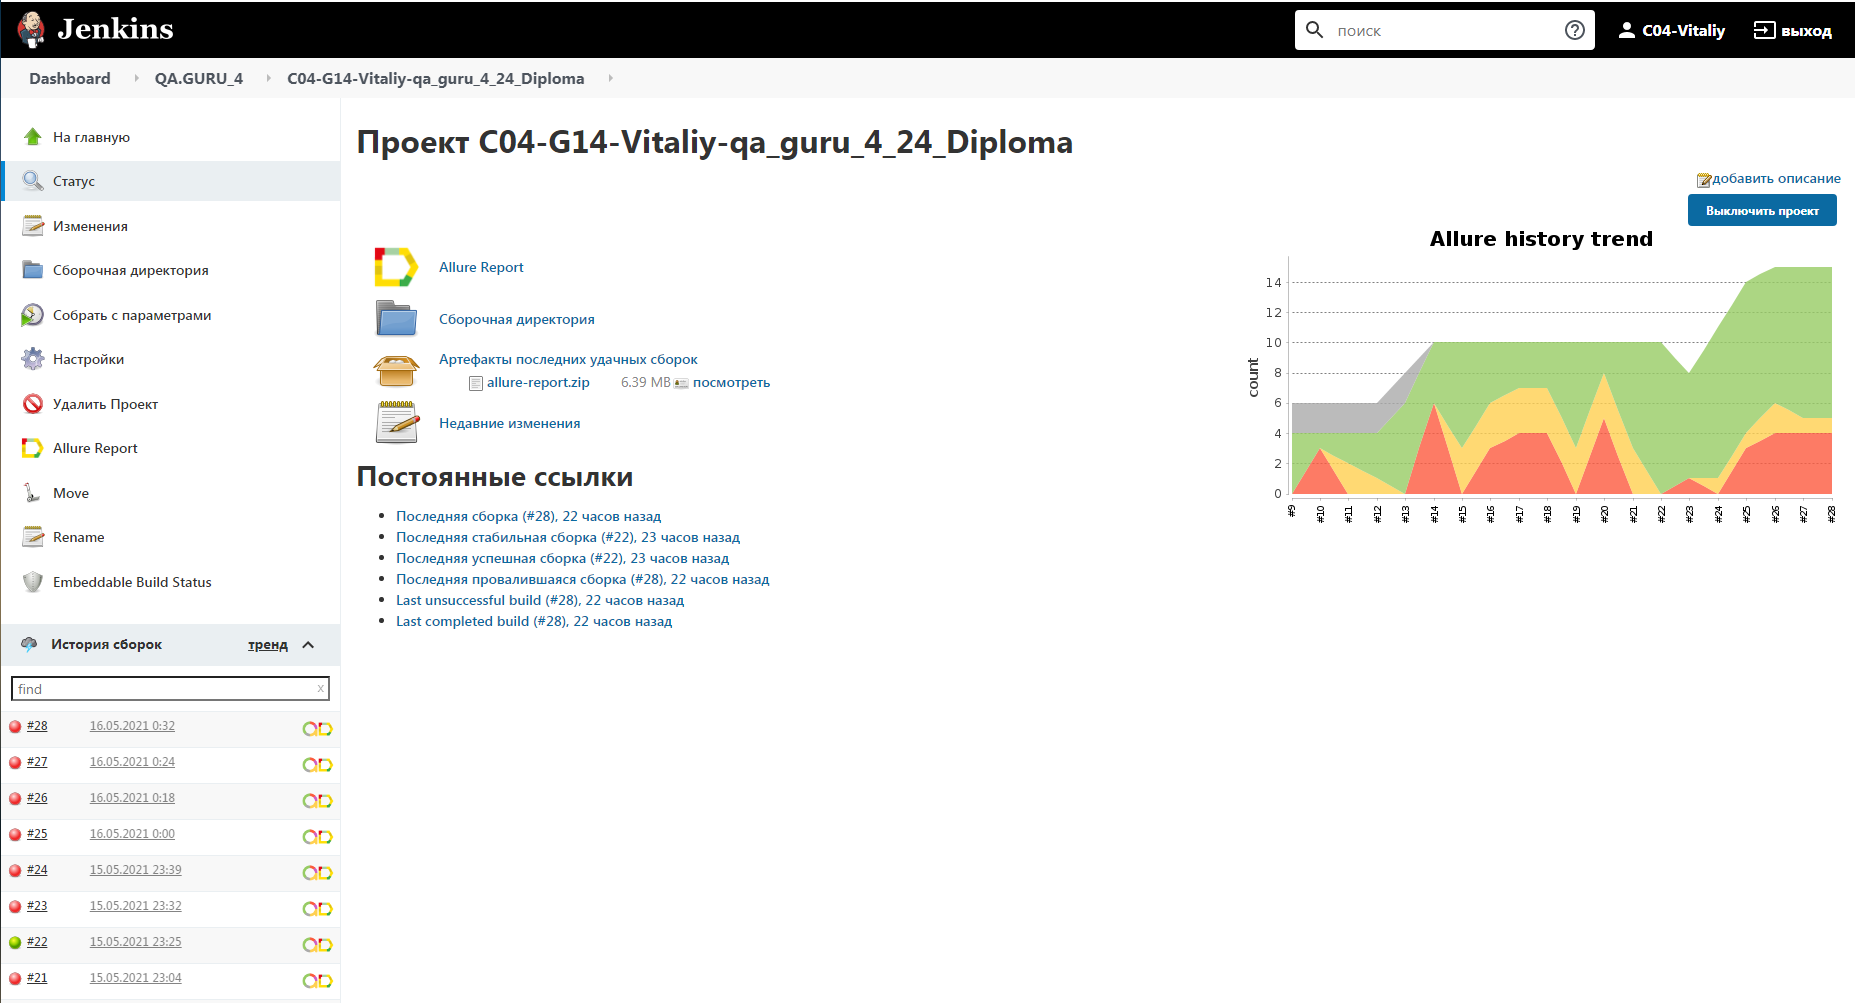 Jenkins
поиск
C04-Vitaliy
выход
Dashboard
QA.GURU_4
C04-G14-Vitaliy-qa_guru_4_24_Diploma
На главную
Статус
Изменения
Сборочная директория
Собрать с параметрами
Настройки
Удалить Проект
Allure Report
Move
Rename
Embeddable Build Status
История сборок
тренд
find
x
#28 16.05.2021 0:32
#27 16.05.2021 0:24
#26 16.05.2021 0:18
#25 16.05.2021 0:00
#24 15.05.2021 23:39
#23 15.05.2021 23:32
#22 15.05.2021 23:25
#21 15.05.2021 23:04
Проект C04-G14-Vitaliy-qa_guru_4_24_Diploma
добавить описание
Выключить проект
Allure Report
Сборочная директория
Артефакты последних удачных сборок
allure-report.zip 6.39 MB посмотреть
Недавние изменения
Постоянные ссылки
Последняя сборка (#28), 22 часов назад
Последняя стабильная сборка (#22), 23 часов назад
Последняя успешная сборка (#22), 23 часов назад
Последняя провалившаяся сборка (#28), 22 часов назад
Last unsuccessful build (#28), 22 часов назад
Last completed build (#28), 22 часов назад
Allure history trend
count
14
12
10
8
6
4
2
0
#9 #10 #11 #12 #13 #14 #15 #16 #17 #18 #19 #20 #21 #22 #23 #24 #25 #26 #27 #28